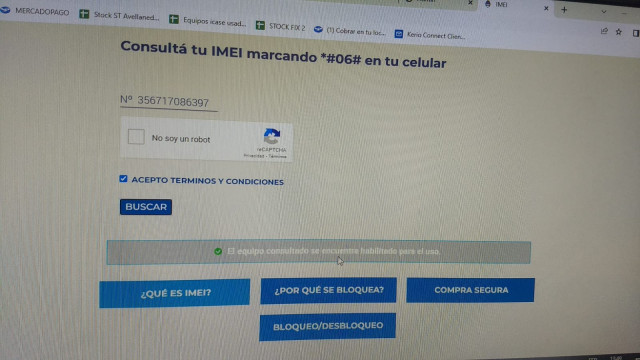 IMEI
MERCADOPAGO
Stock ST Avellaned...
Equipos icase usad...
STOCK FIX 2
(1) Cobrar en tu loc...
Kerio Connect Clien...
Consultá tu IMEI marcando *#06# en tu celular
Nº 356717086397
No soy un robot
reCAPTCHA
Privacidad - Términos
ACEPTO TERMINOS Y CONDICIONES
BUSCAR
El equipo consultado se encuentra habilitado para el uso.
¿QUÉ ES IMEI?
¿POR QUÉ SE BLOQUEA?
COMPRA SEGURA
BLOQUEO/DESBLOQUEO